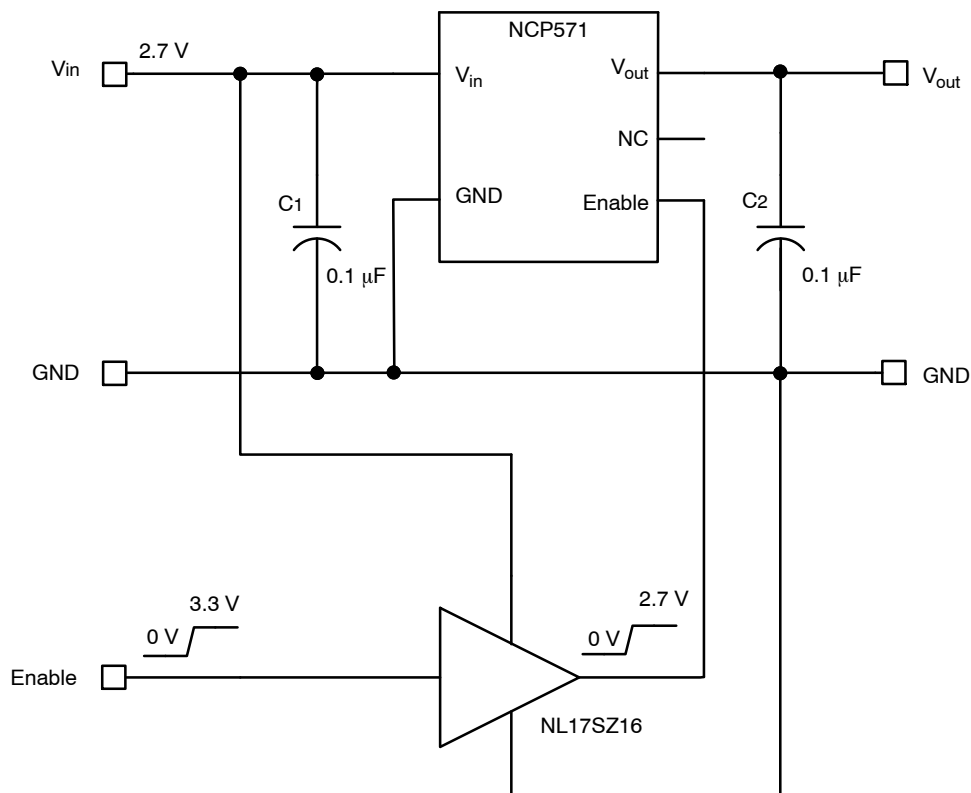 NCP571
Vin
2.7 V
Vin
Vout
Vout
NC
C1
GND
Enable
C2
0.1 μF
0.1 μF
GND
GND
3.3 V
0 V
2.7 V
0 V
Enable
NL17SZ16